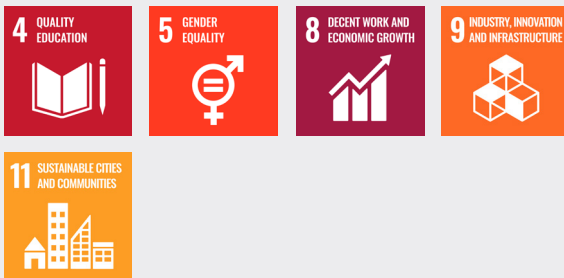 4 QUALITY
EDUCATION
5 GENDER
EQUALITY
8 DECENT WORK AND
ECONOMIC GROWTH
9 INDUSTRY, INNOVATION
AND INFRASTRUCTURE
11 SUSTAINABLE CITIES
AND COMMUNITIES